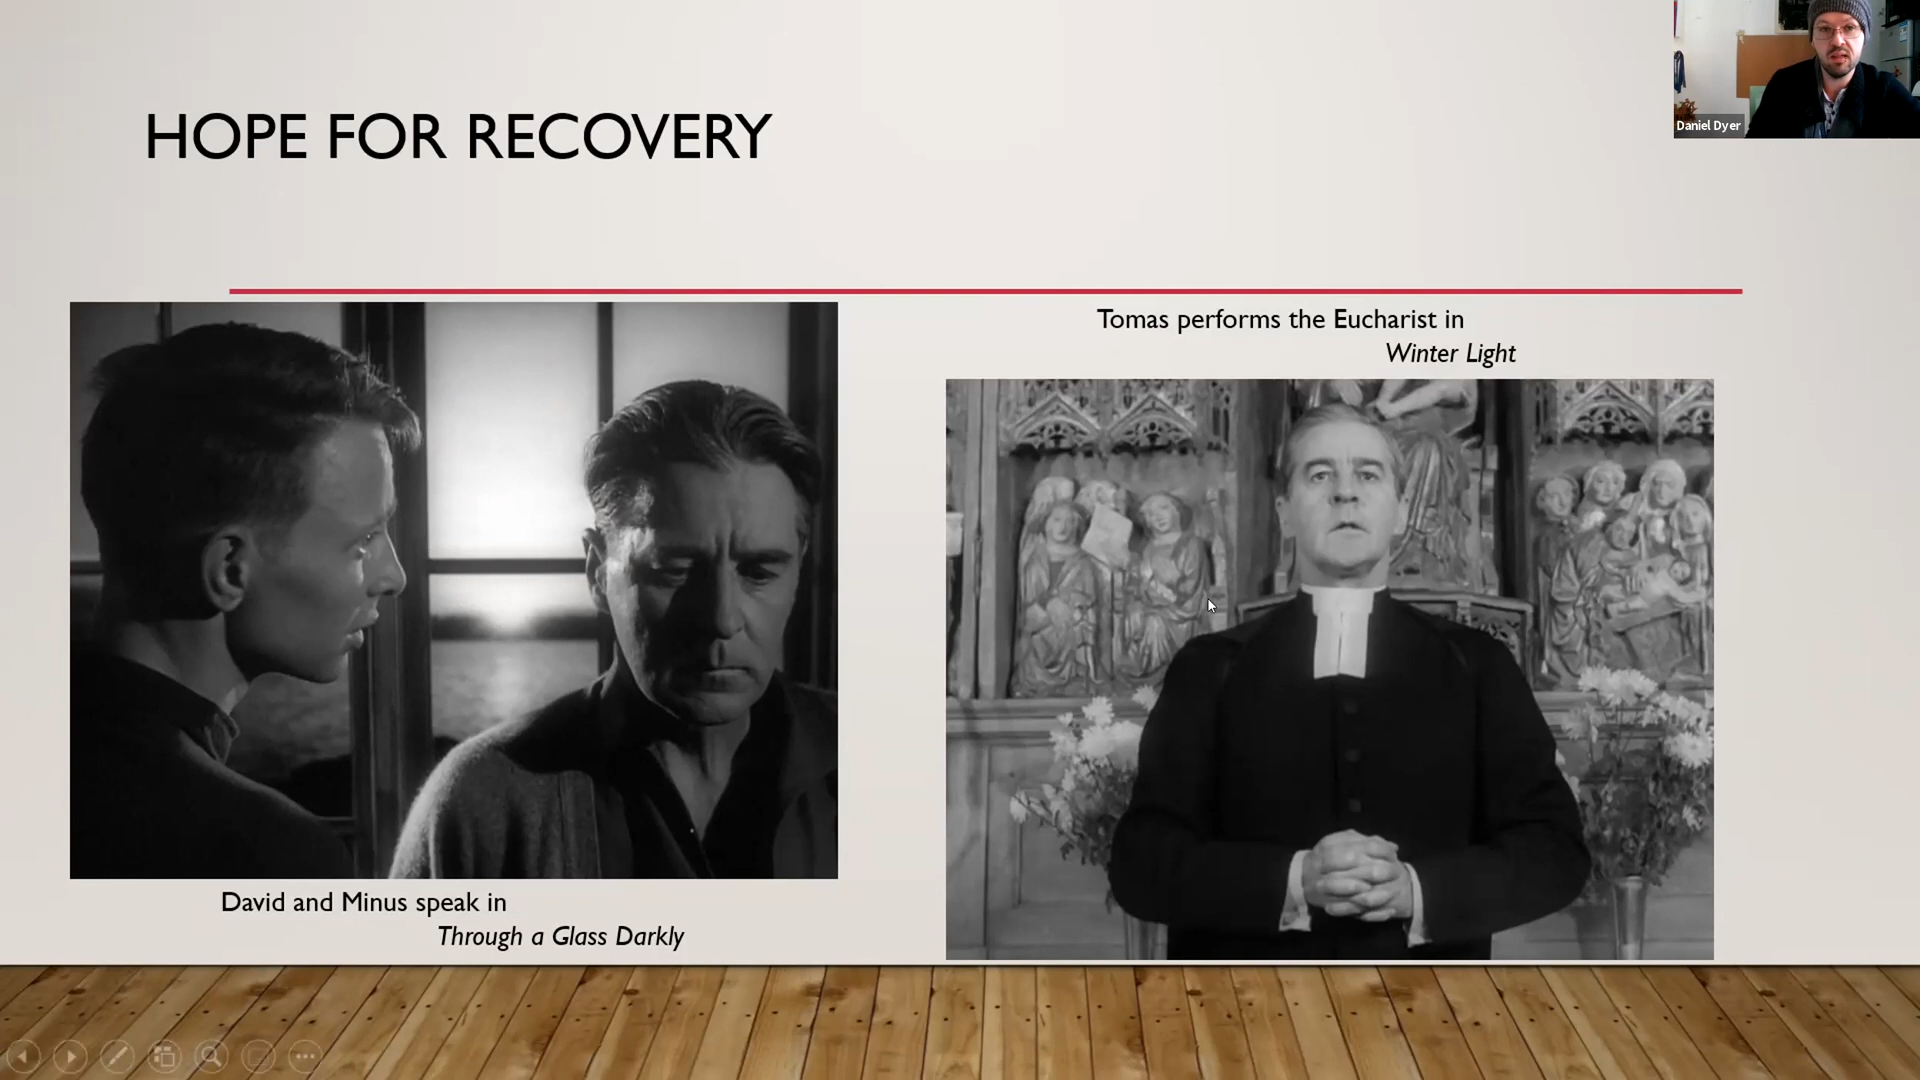 HOPE FOR RECOVERY
Daniel Dyer
Tomas performs the Eucharist in
Winter Light
David and Minus speak in
Through a Glass Darkly